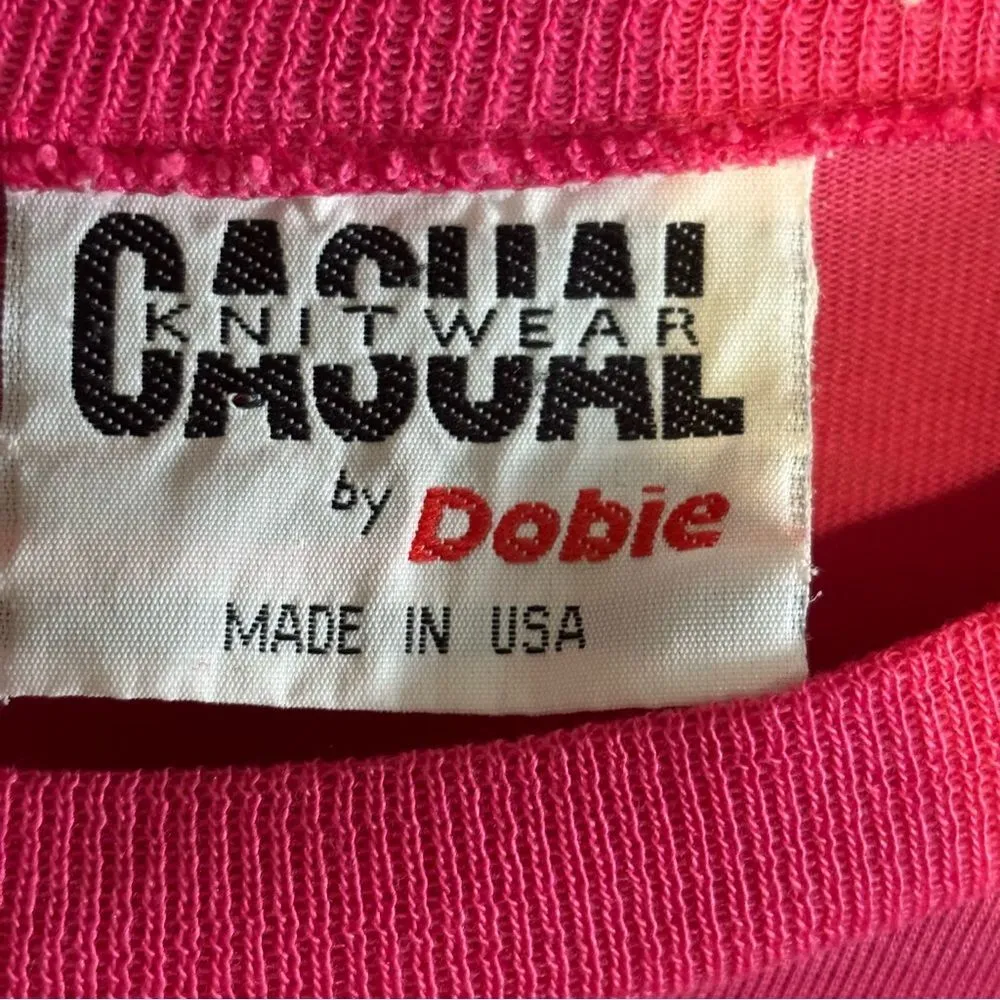 CASUAL
KNITWEAR
by Dobie
MADE IN USA